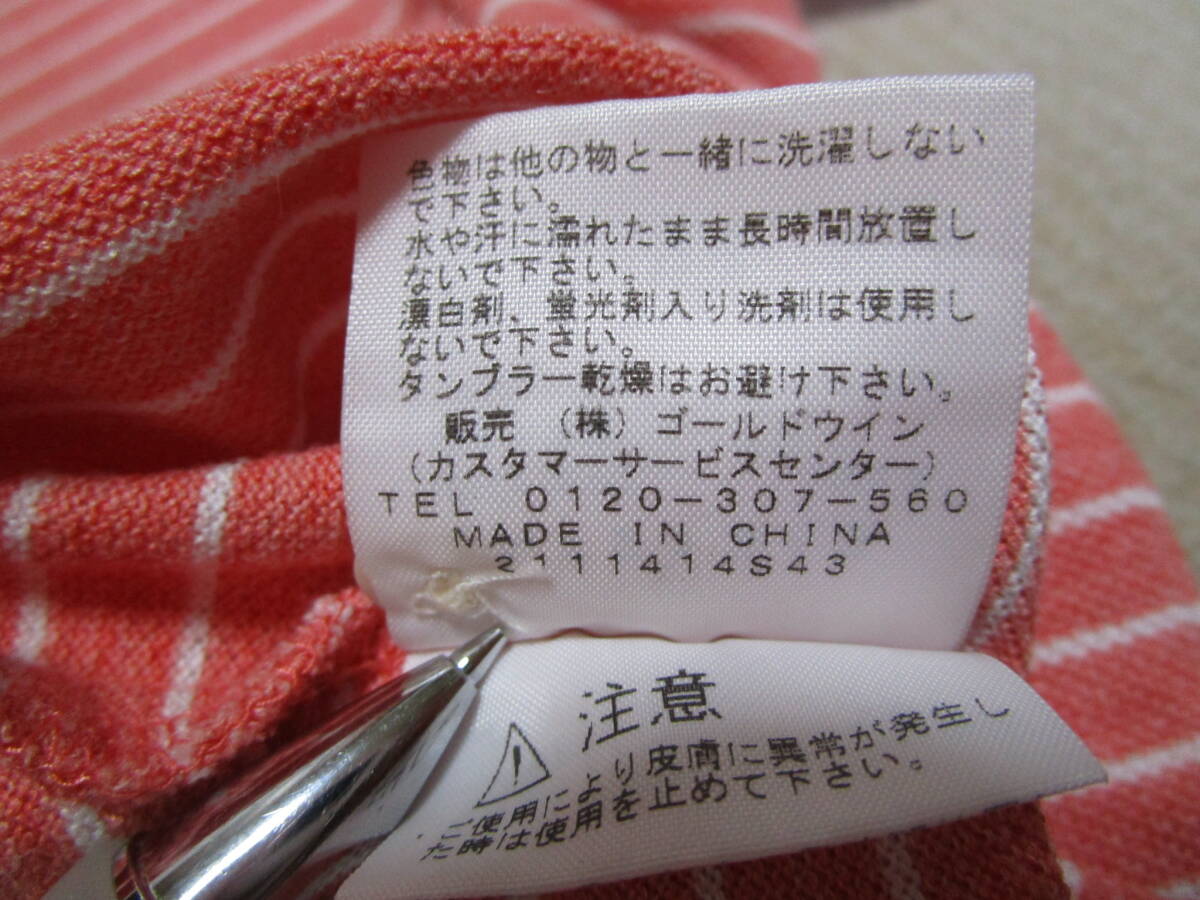 色物は他の物と一緒に洗濯しない
で下さい。
水や汗に濡れたまま長時間放置し
ないで下さい。
漂白剤、蛍光剤入り洗剤は使用し
ないで下さい。
タンブラー乾燥はお避け下さい。
販売　（株）ゴールドウイン
（カスタマーサービスセンター）
TEL　0120-307-560
MADE IN CHINA
2111414S43
注意
ご使用により皮膚に異常が発生し
た時は使用を止めて下さい。